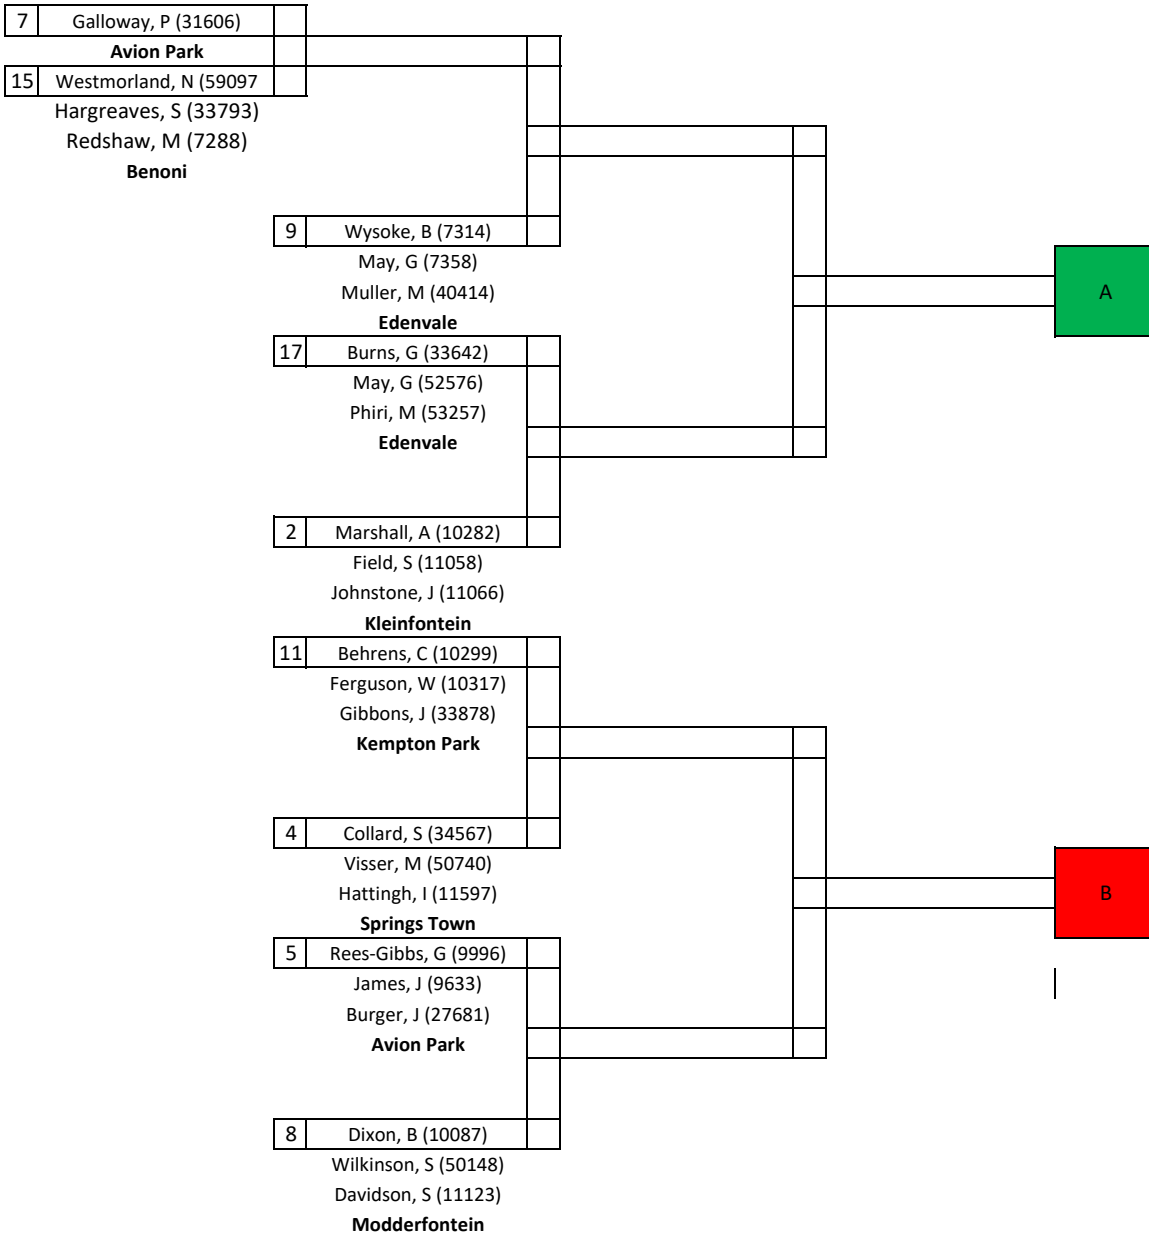 7 Galloway, P (31606)
Avion Park
15 Westmorland, N (59097
Hargreaves, S (33793)
Redshaw, M (7288)
Benoni
9 Wysoke, B (7314)
May, G (7358)
Muller, M (40414)
Edenvale
17 Burns, G (33642)
May, G (52576)
Phiri, M (53257)
Edenvale
2 Marshall, A (10282)
Field, S (11058)
Johnstone, J (11066)
Kleinfontein
11 Behrens, C (10299)
Ferguson, W (10317)
Gibbons, J (33878)
Kempton Park
4 Collard, S (34567)
Visser, M (50740)
Hattingh, I (11597)
Springs Town
5 Rees-Gibbs, G (9996)
James, J (9633)
Burger, J (27681)
Avion Park
8 Dixon, B (10087)
Wilkinson, S (50148)
Davidson, S (11123)
Modderfontein
A
B